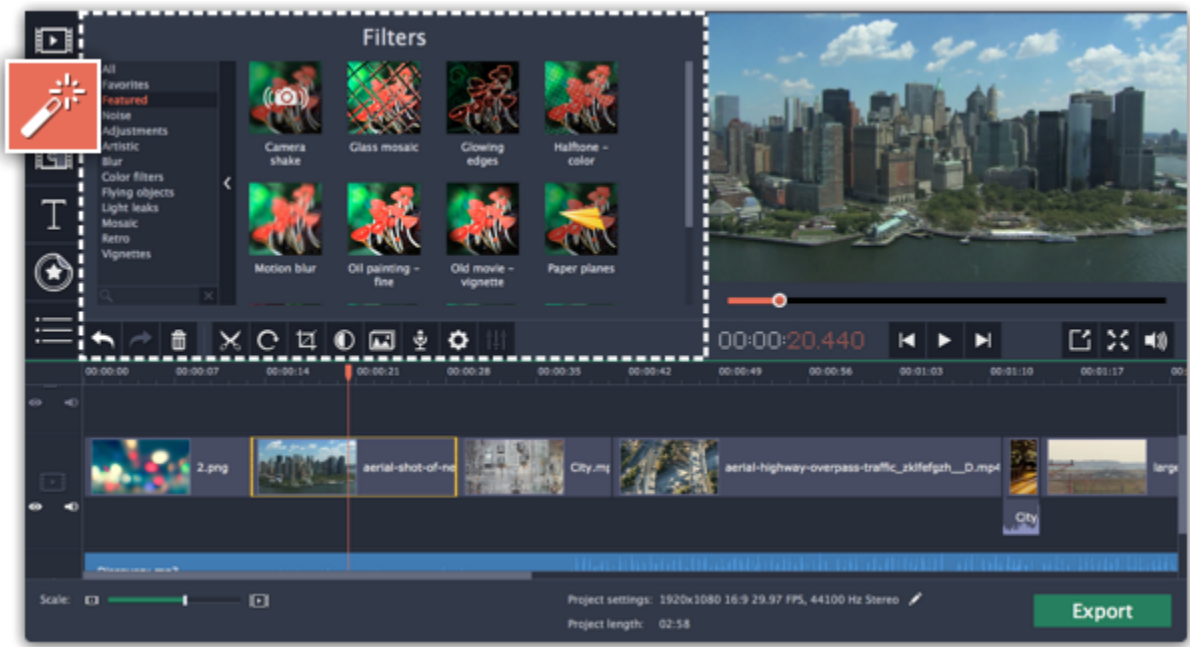 Filters
All
Favorites
Featured
Noise
Adjustments
Artistic
Blur
Color filters
Flying objects
Light leaks
Mosaic
Retro
Vignettes
Camera
shake
Glass mosaic
Glowing
edges
Halftone –
color
Motion blur
Oil painting –
fine
Old movie –
vignette
Paper planes
T
00:00:20.440
00:00:00 00:00:07 00:00:14 00:00:21 00:00:28 00:00:35 00:00:42 00:00:49 00:00:56 00:01:03 00:01:10 00:01:17 00:
2.png
aerial-shot-of-ne
City.mp
aerial-highway-overpass-traffic_zklfefgzh__D.mp4
large
City
Discovery.mp3
Scale:
Project settings: 1920x1080 16:9 29.97 FPS, 44100 Hz Stereo
Project length: 02:58
Export